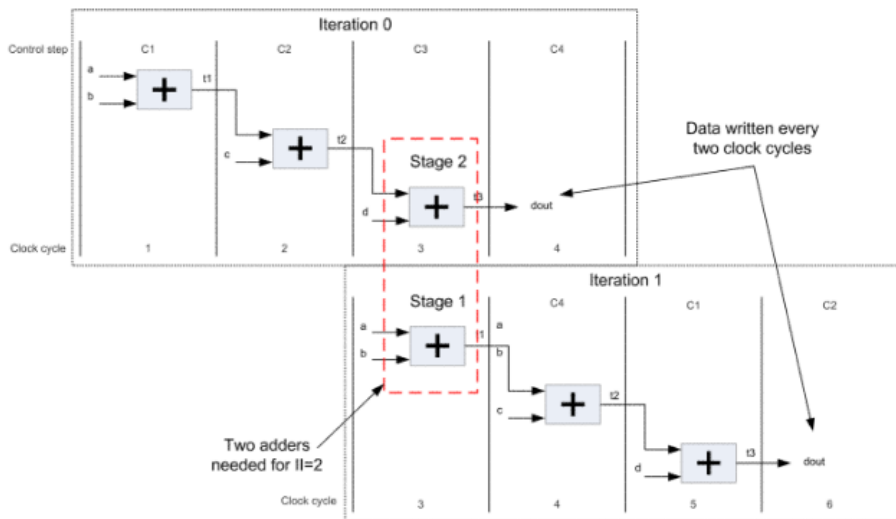 Iteration 0
Control step C1 C2 C3 C4
a t1
b
t2
c
Stage 2
t3
d
dout
Data written every
two clock cycles
Clock cycle 1 2 3 4
Iteration 1
Stage 1 C4 C1 C2
a t1 a
b b
t2
c
t3
d
dout
Two adders
needed for II=2
Clock cycle 3 4 5 6